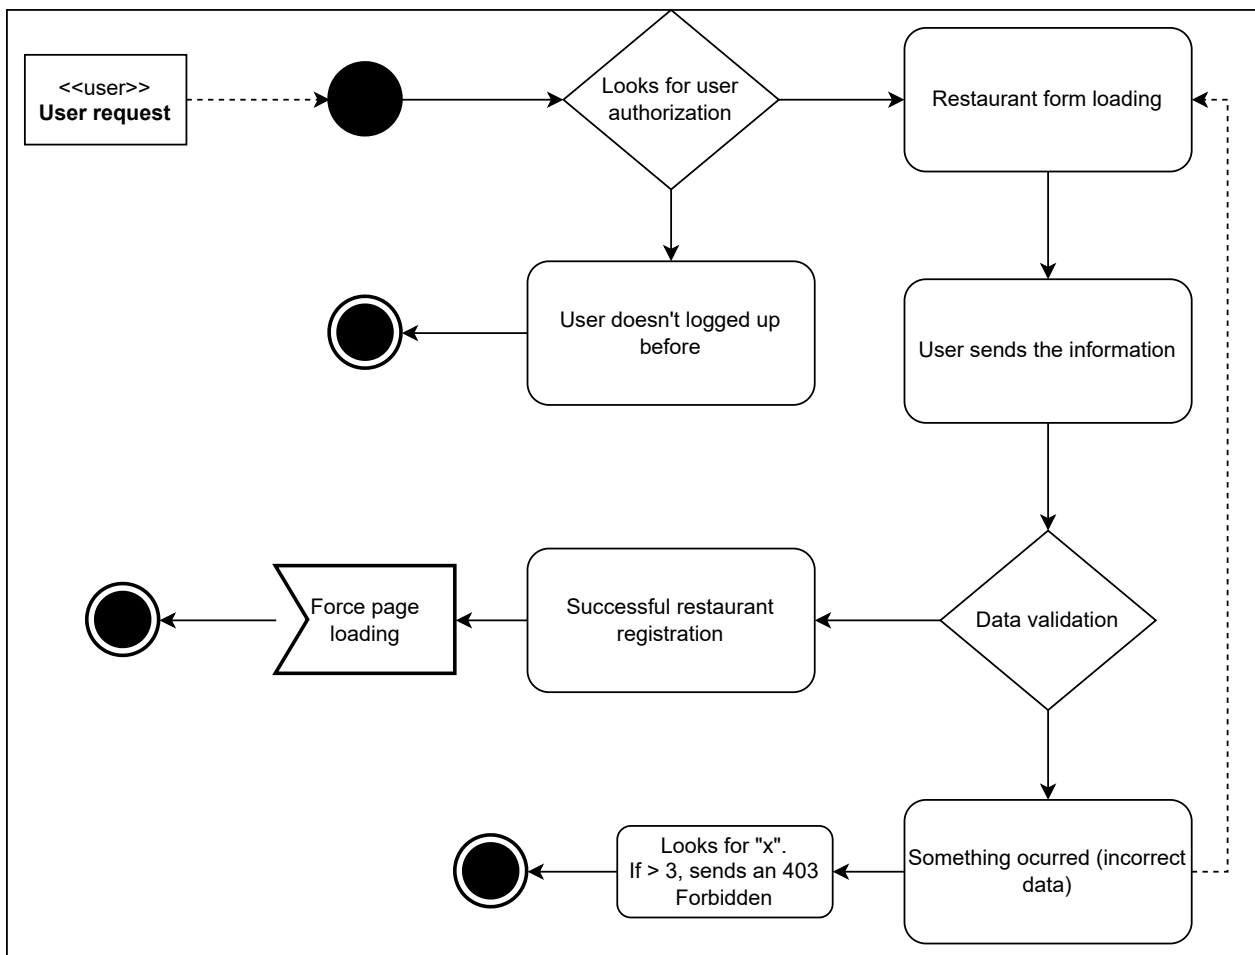 <<user>>
User request
Looks for user
authorization
Restaurant form loading
User doesn't logged up
before
User sends the information
Force page
loading
Successful restaurant
registration
Data validation
Looks for "x".
If > 3, sends an 403
Forbidden
Something ocurred (incorrect
data)